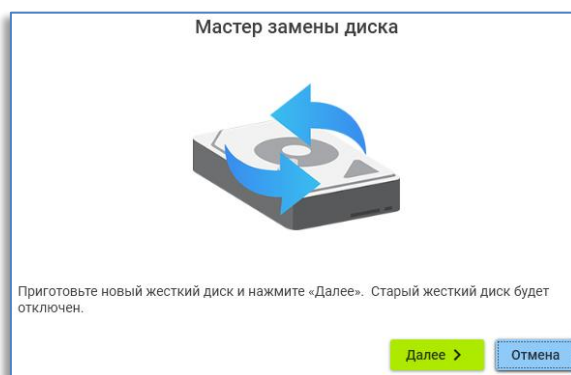 Мастер замены диска
Приготовьте новый жесткий диск и нажмите «Далее».  Старый жесткий диск будет
отключен.
Далее
Отмена